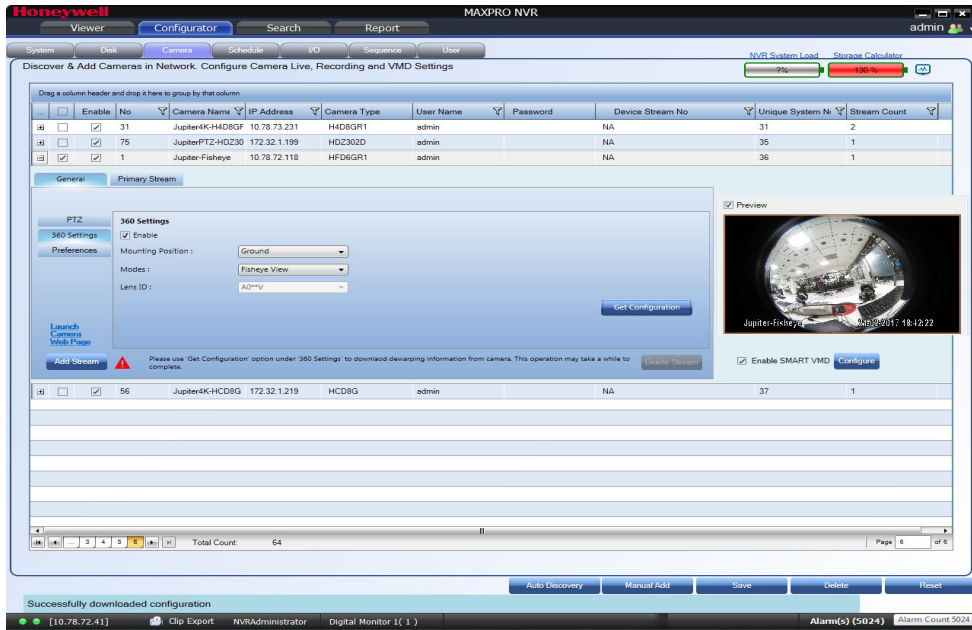 Honeywell
MAXPRO NVR
Viewer Configurator Search Report
admin
System Disk Camera Schedule I/O Sequence User
Discover & Add Cameras in Network. Configure Camera Live, Recording and VMD Settings
NVR System Load Storage Calculator
?% 130 %
Drag a column header and drop it here to group by that column
... Enable No Camera Name IP Address Camera Type User Name Password Device Stream No Unique System N Stream Count
31 Jupiter4K-H4D8GF 10.78.73.231 H4D8GR1 admin NA 31 2
75 JupiterPTZ-HDZ30 172.32.1.199 HDZ302D admin NA 35 1
1 Jupiter-Fisheye 10.78.72.118 HFD6GR1 admin NA 36 1
General Primary Stream
Preview
PTZ
360 Settings
Preferences
360 Settings
Enable
Mounting Position : Ground
Modes : Fisheye View
Lens ID : A0**V
Get Configuration
Jupiter-Fisheye 18:42:22
Launch
Camera
Web Page
Add Stream
Please use 'Get Configuration' option under '360 Settings' to downlaod dewarping information from camera. This operation may take a while to
complete.
Delete Stream
Enable SMART VMD Configure
56 Jupiter4K-HCD8G 172.32.1.219 HCD8G admin NA 37 1
... 3 4 5 6 Total Count: 64
Page 6 of 6
Auto Discovery Manual Add Save Delete Reset
Successfully downloaded configuration
[10.78.72.41] Clip Export NVRAdministrator Digital Monitor 1( 1 ) Alarm(s) (5024) Alarm Count 5024